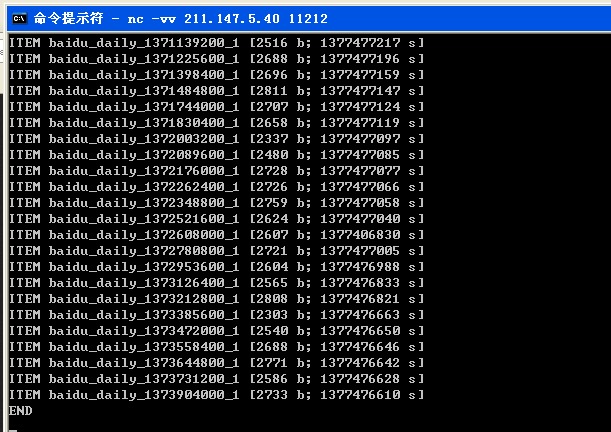 命令提示符 - nc -vv 211.147.5.40 11212
ITEM baidu_daily_1371139200_1 [2516 b; 1377477217 s]
ITEM baidu_daily_1371225600_1 [2688 b; 1377477196 s]
ITEM baidu_daily_1371398400_1 [2696 b; 1377477159 s]
ITEM baidu_daily_1371484800_1 [2811 b; 1377477147 s]
ITEM baidu_daily_1371744000_1 [2707 b; 1377477124 s]
ITEM baidu_daily_1371830400_1 [2658 b; 1377477119 s]
ITEM baidu_daily_1372003200_1 [2337 b; 1377477097 s]
ITEM baidu_daily_1372089600_1 [2480 b; 1377477085 s]
ITEM baidu_daily_1372176000_1 [2728 b; 1377477077 s]
ITEM baidu_daily_1372262400_1 [2726 b; 1377477066 s]
ITEM baidu_daily_1372348800_1 [2759 b; 1377477058 s]
ITEM baidu_daily_1372521600_1 [2624 b; 1377477040 s]
ITEM baidu_daily_1372608000_1 [2607 b; 1377406830 s]
ITEM baidu_daily_1372780800_1 [2721 b; 1377477005 s]
ITEM baidu_daily_1372953600_1 [2604 b; 1377476988 s]
ITEM baidu_daily_1373126400_1 [2565 b; 1377476833 s]
ITEM baidu_daily_1373212800_1 [2808 b; 1377476821 s]
ITEM baidu_daily_1373385600_1 [2303 b; 1377476663 s]
ITEM baidu_daily_1373472000_1 [2540 b; 1377476650 s]
ITEM baidu_daily_1373558400_1 [2688 b; 1377476646 s]
ITEM baidu_daily_1373644800_1 [2771 b; 1377476642 s]
ITEM baidu_daily_1373731200_1 [2586 b; 1377476628 s]
ITEM baidu_daily_1373904000_1 [2733 b; 1377476610 s]
END